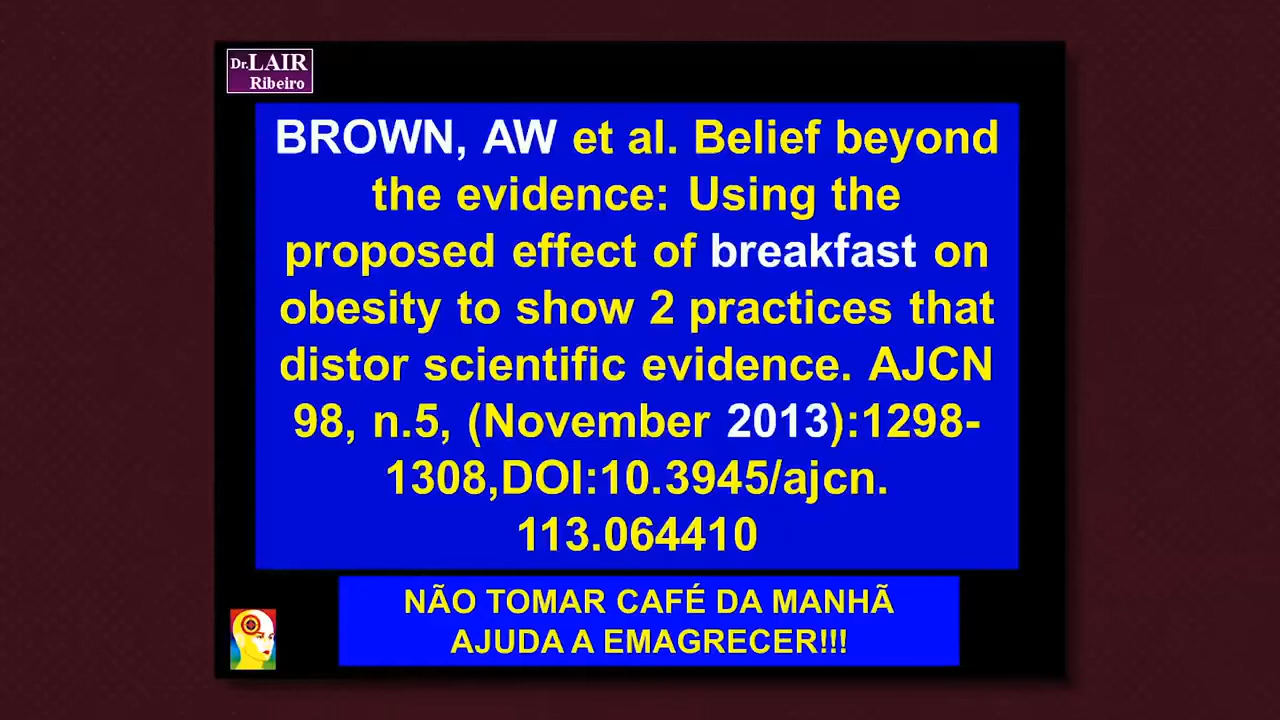 Dr.LAIR
Ribeiro
BROWN, AW et al. Belief beyond
the evidence: Using the
proposed effect of breakfast on
obesity to show 2 practices that
distor scientific evidence. AJCN
98, n.5, (November 2013):1298-
1308,DOI:10.3945/ajcn.
113.064410
NÃO TOMAR CAFÉ DA MANHÃ
AJUDA A EMAGRECER!!!